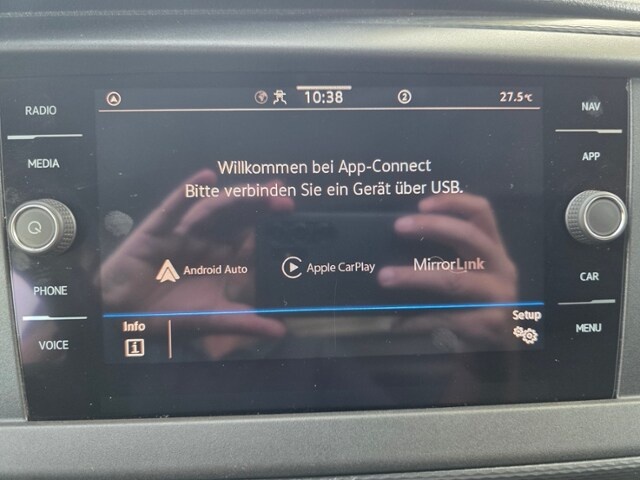 RADIO
MEDIA
PHONE
VOICE
10:38
2
27.5°C
Willkommen bei App-Connect
Bitte verbinden Sie ein Gerät über USB.
Android Auto
Apple CarPlay
MirrorLink
Info
i
Setup
NAV
APP
CAR
MENU